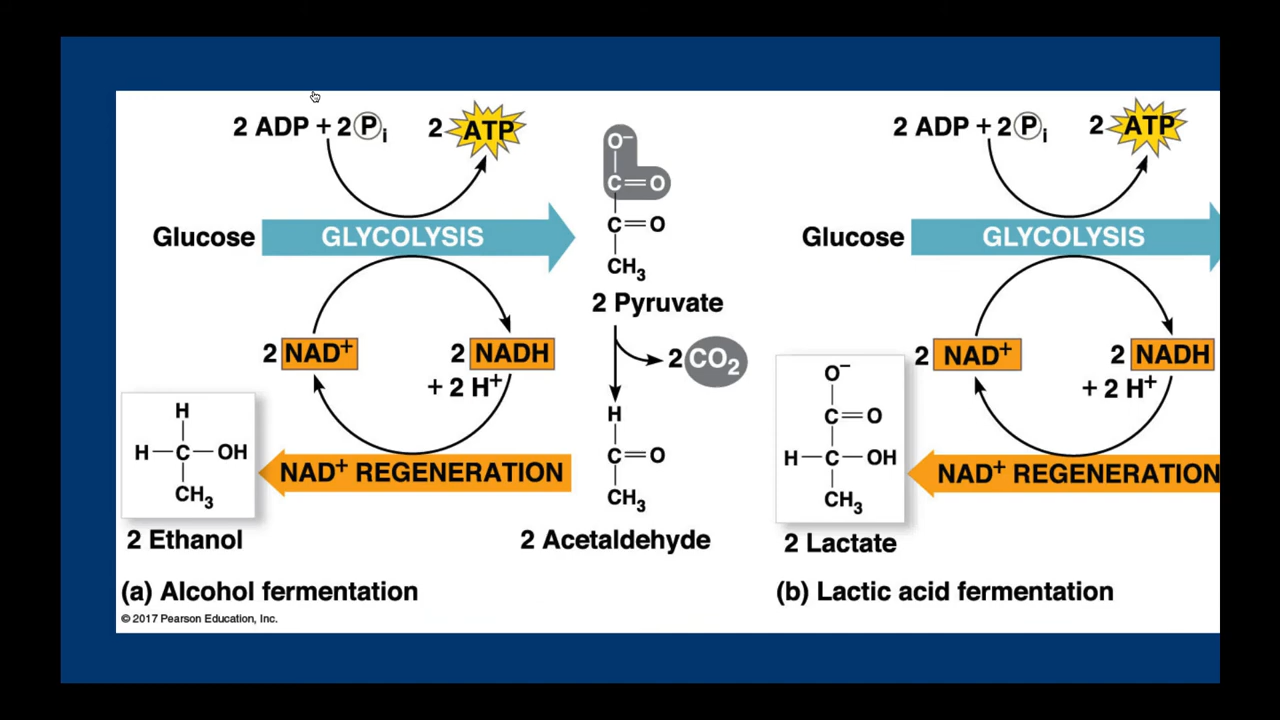 2 ADP + 2 Pi
2 ATP
Glucose
GLYCOLYSIS
O−
C=O
C=O
CH3
2 Pyruvate
2 NAD+
2 NADH
+ 2 H+
2 CO2
NAD+ REGENERATION
H
H—C—OH
CH3
2 Ethanol
H
C=O
CH3
2 Acetaldehyde
(a) Alcohol fermentation
© 2017 Pearson Education, Inc.
2 ADP + 2 Pi
2 ATP
Glucose
GLYCOLYSIS
2 NAD+
2 NADH
+ 2 H+
NAD+ REGENERATION
O−
C=O
H—C—OH
CH3
2 Lactate
(b) Lactic acid fermentation